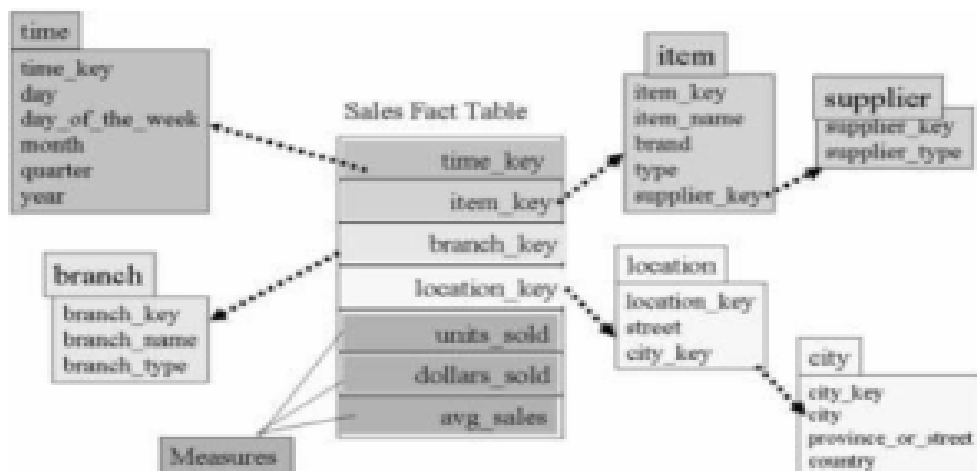 time
time_key
day
day_of_the_week
month
quarter
year
Sales Fact Table
time_key
item_key
branch_key
location_key
units_sold
dollars_sold
avg_sales
Measures
branch
branch_key
branch_name
branch_type
item
item_key
item_name
brand
type
supplier_key
supplier
supplier_key
supplier_type
location
location_key
street
city_key
city
city_key
city
province_or_street
country